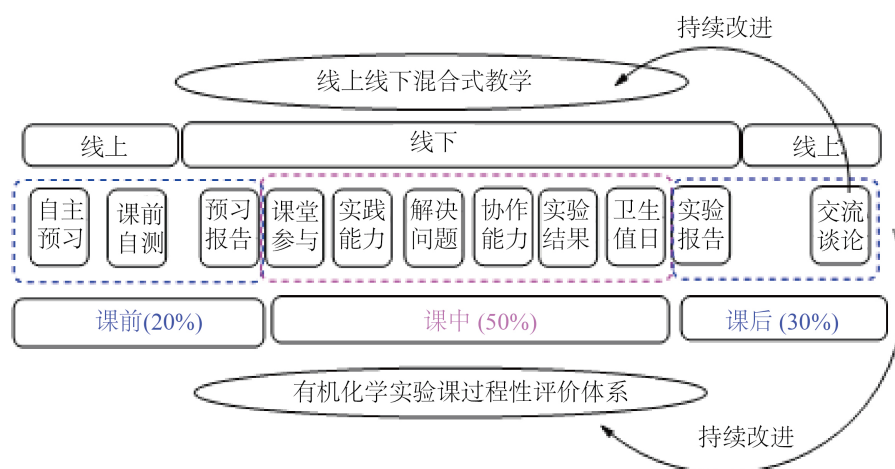 持续改进
线上线下混合式教学
线上
线下
线上
自主
预习
课前
自测
预习
报告
课堂
参与
实践
能力
解决
问题
协作
能力
实验
结果
卫生
值日
实验
报告
交流
谈论
课前(20%)
课中 (50%)
课后 (30%)
有机化学实验课过程性评价体系
持续改进